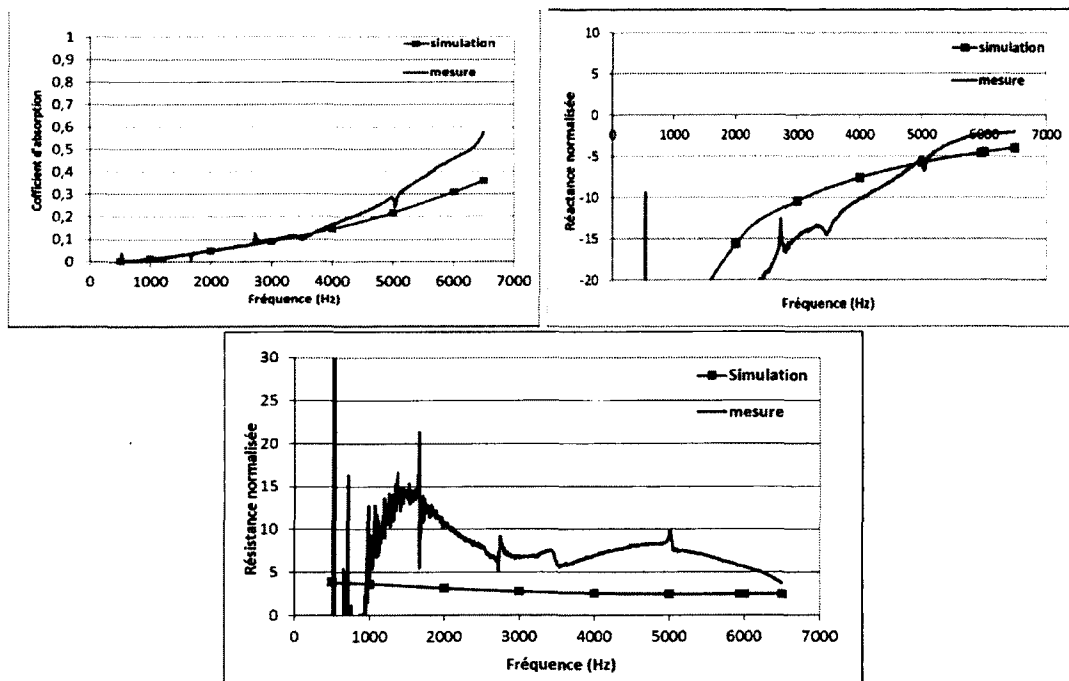 1
0,9
0,8
0,7
0,6
0,5
0,4
0,3
0,2
0,1
0
Cofficient d'absorption
simulation
mesure
0 1000 2000 3000 4000 5000 6000 7000
Fréquence (Hz)
10
5
0
-5
-10
-15
-20
Réactance normalisée
simulation
mesure
0 1000 2000 3000 4000 5000 6000 7000
Fréquence (Hz)
30
25
20
15
10
5
0
Résistance normalisée
Simulation
mesure
0 1000 2000 3000 4000 5000 6000 7000
Fréquence (Hz)